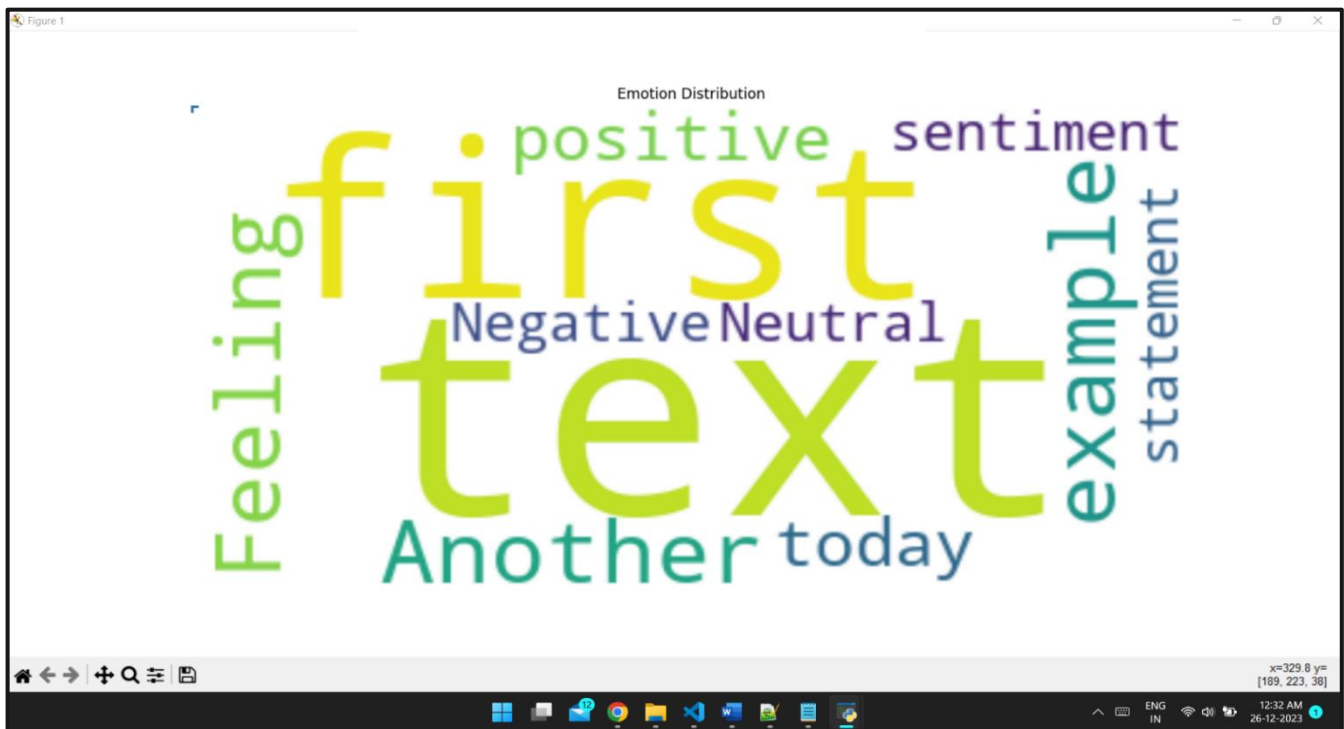 Figure 1
Emotion Distribution
positive
sentiment
first
Feeling
example
statement
Negative
Neutral
text
Another
today
x=329.8 y=
[189, 223, 38]
12
ENG
IN
12:32 AM
26-12-2023
1